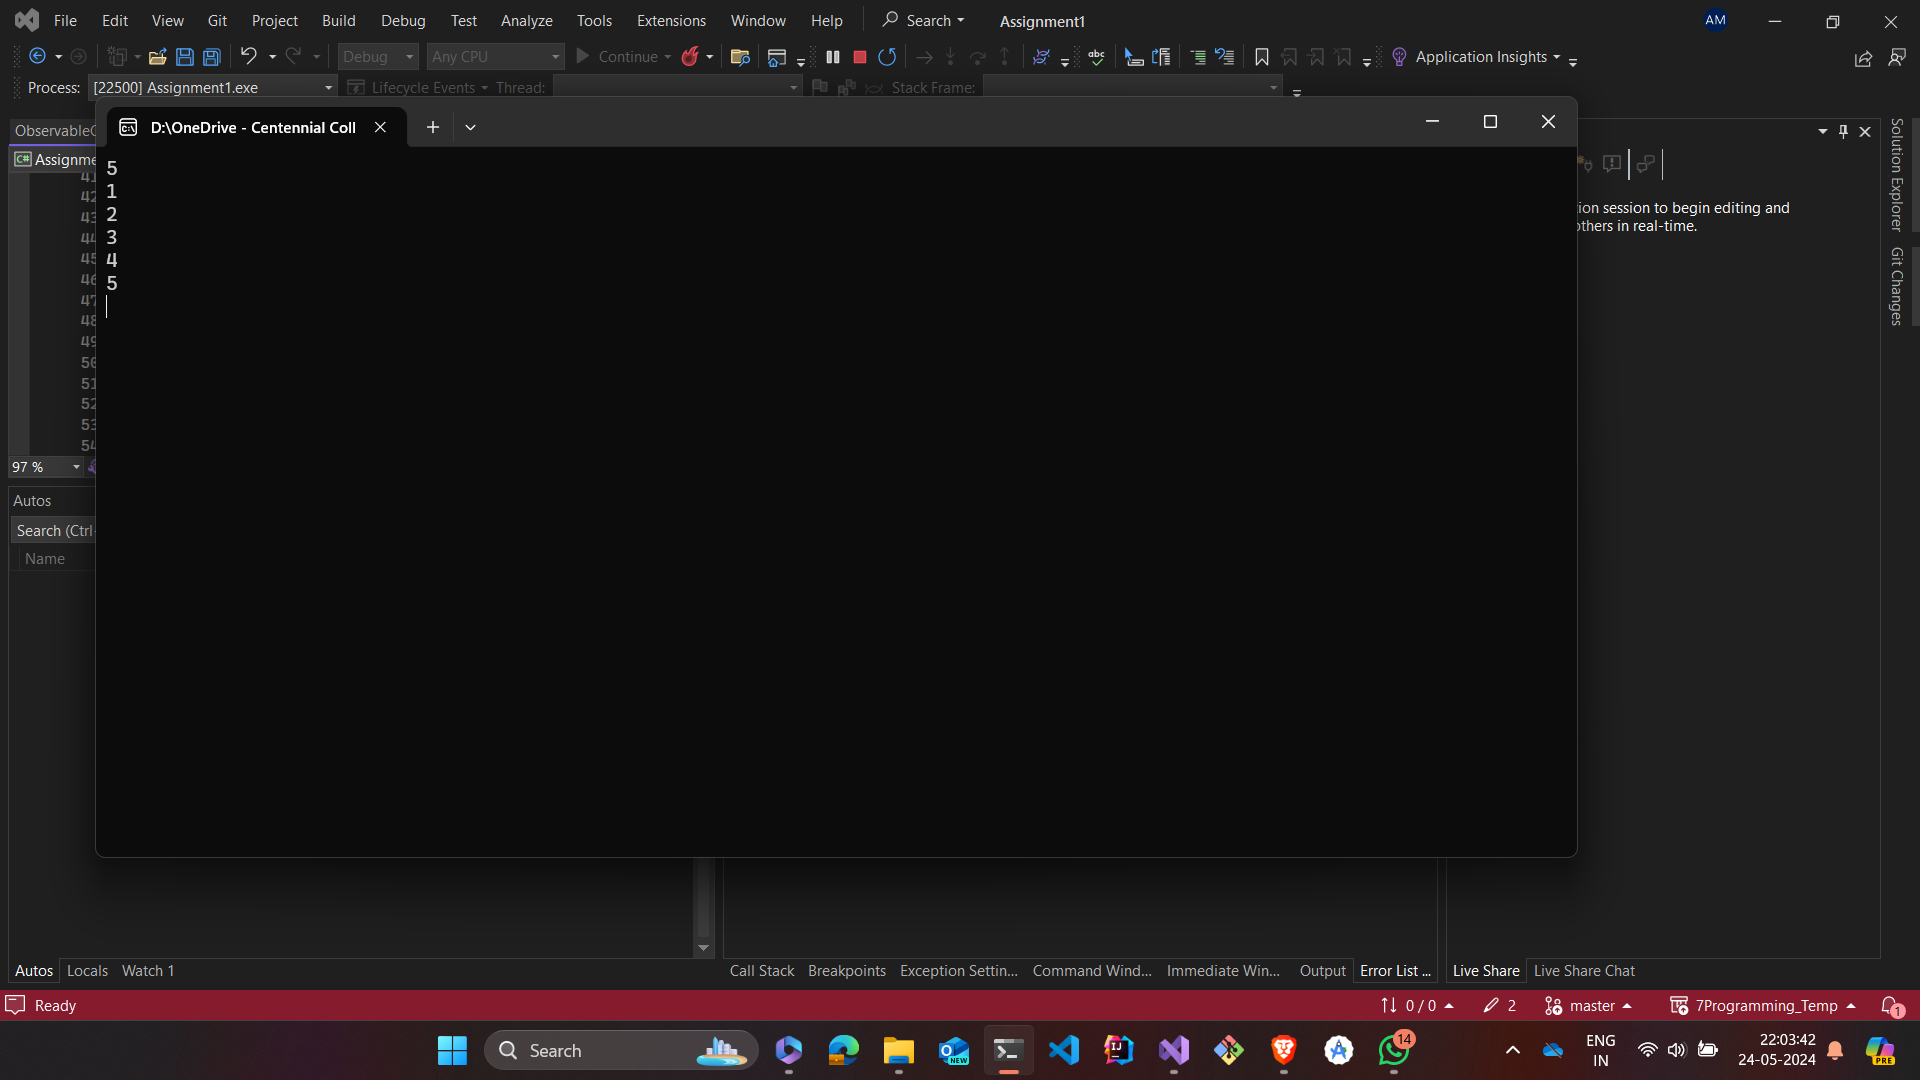 File Edit View Git Project Build Debug Test Analyze Tools Extensions Window Help Search Assignment1 AM
Debug Any CPU Continue abc Application Insights
Process: [22500] Assignment1.exe Lifecycle Events Thread: Stack Frame:
D:\OneDrive - Centennial Coll
5
1
2
3
4
5
Assignme
41
42
43
44
45
46
47
48
49
50
51
52
53
54
97 %
Autos
Search (Ctrl
Name
ion session to begin editing and
others in real-time.
Solution Explorer
Git Changes
Autos Locals Watch 1
Call Stack Breakpoints Exception Settin... Command Wind... Immediate Win... Output Error List ...
Live Share Live Share Chat
Ready
0 / 0 2 master 7Programming_Temp 1
Search
NEW
IJ
14
ENG
IN
22:03:42
24-05-2024
PRE